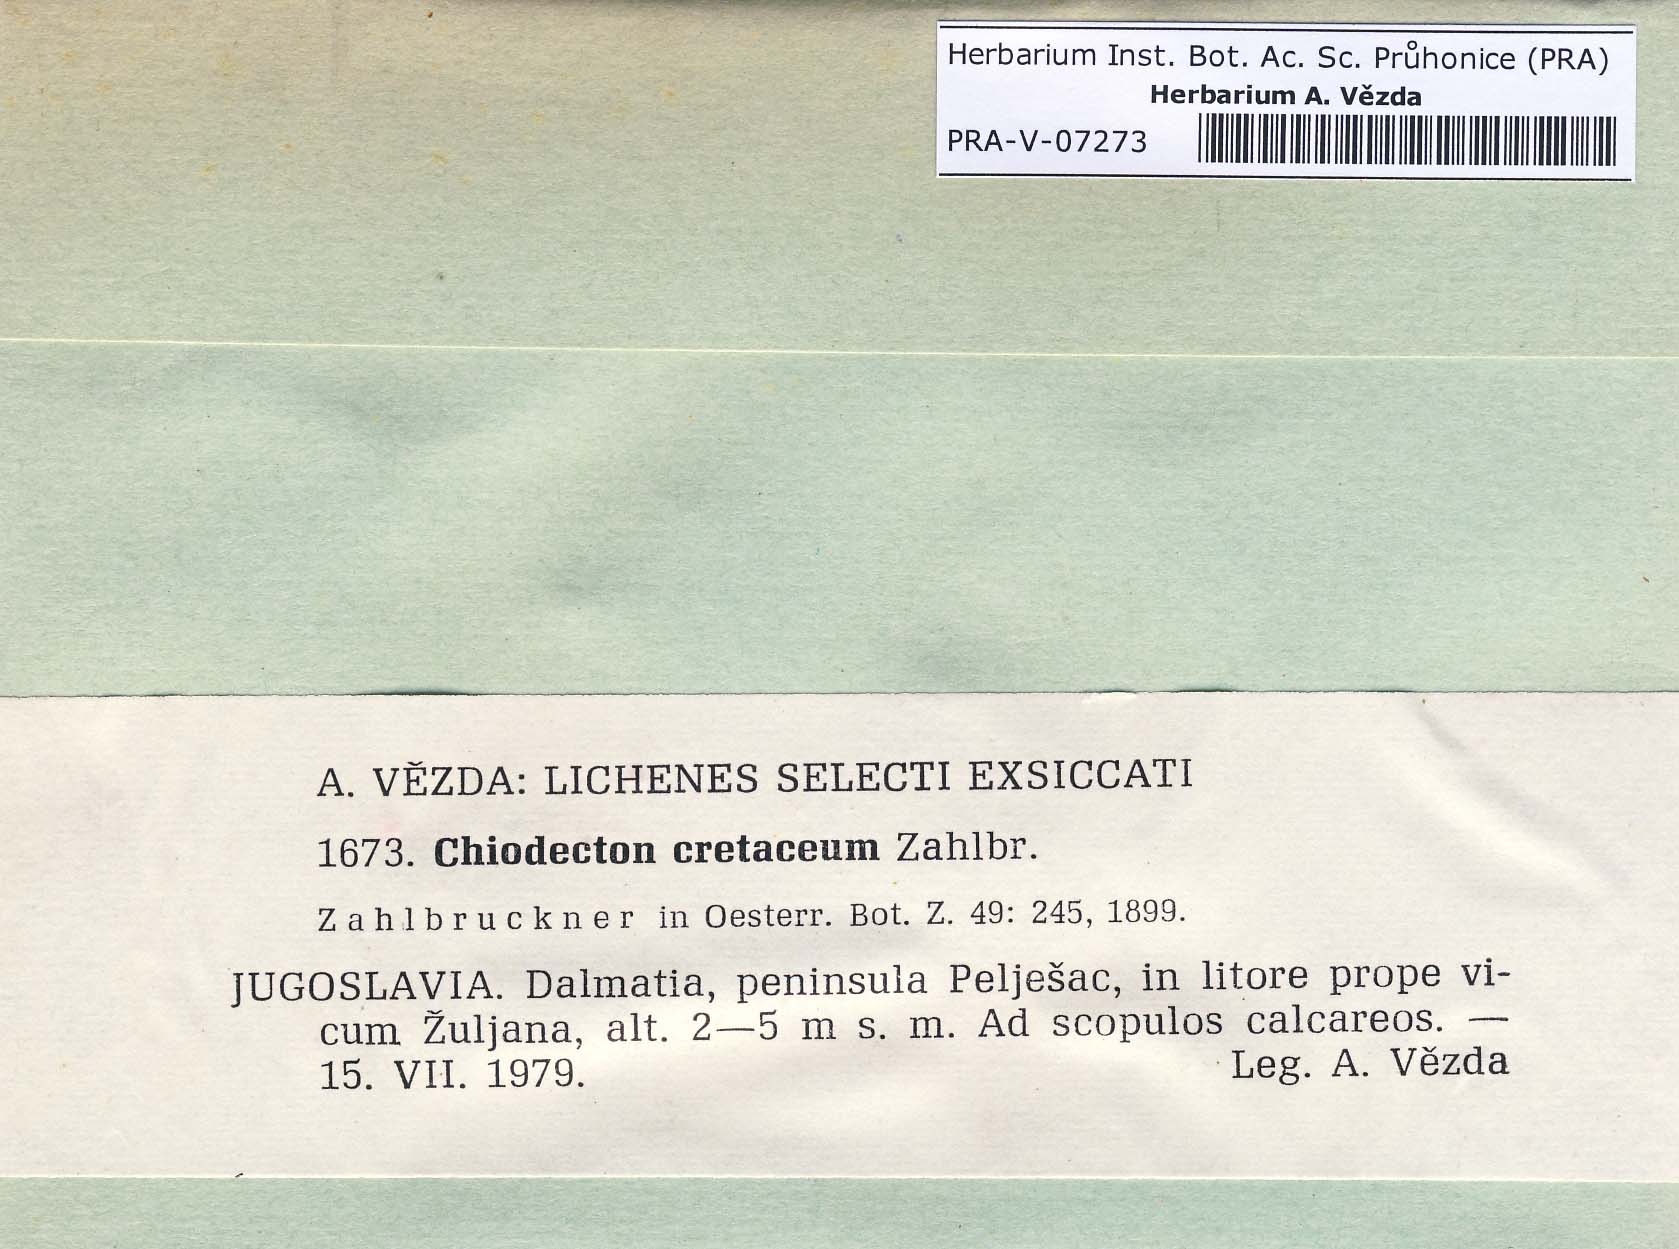 Herbarium Inst. Bot. Ac. Sc. Průhonice (PRA)
Herbarium A. Vězda
PRA-V-07273
A. VĚZDA: LICHENES SELECTI EXSICCATI
1673. Chiodecton cretaceum Zahlbr.
Zahlbruckner in Oesterr. Bot. Z. 49: 245, 1899.
JUGOSLAVIA. Dalmatia, peninsula Pelješac, in litore prope vi-
cum Žuljana, alt. 2—5 m s. m. Ad scopulos calcareos. —
15. VII. 1979. Leg. A. Vězda